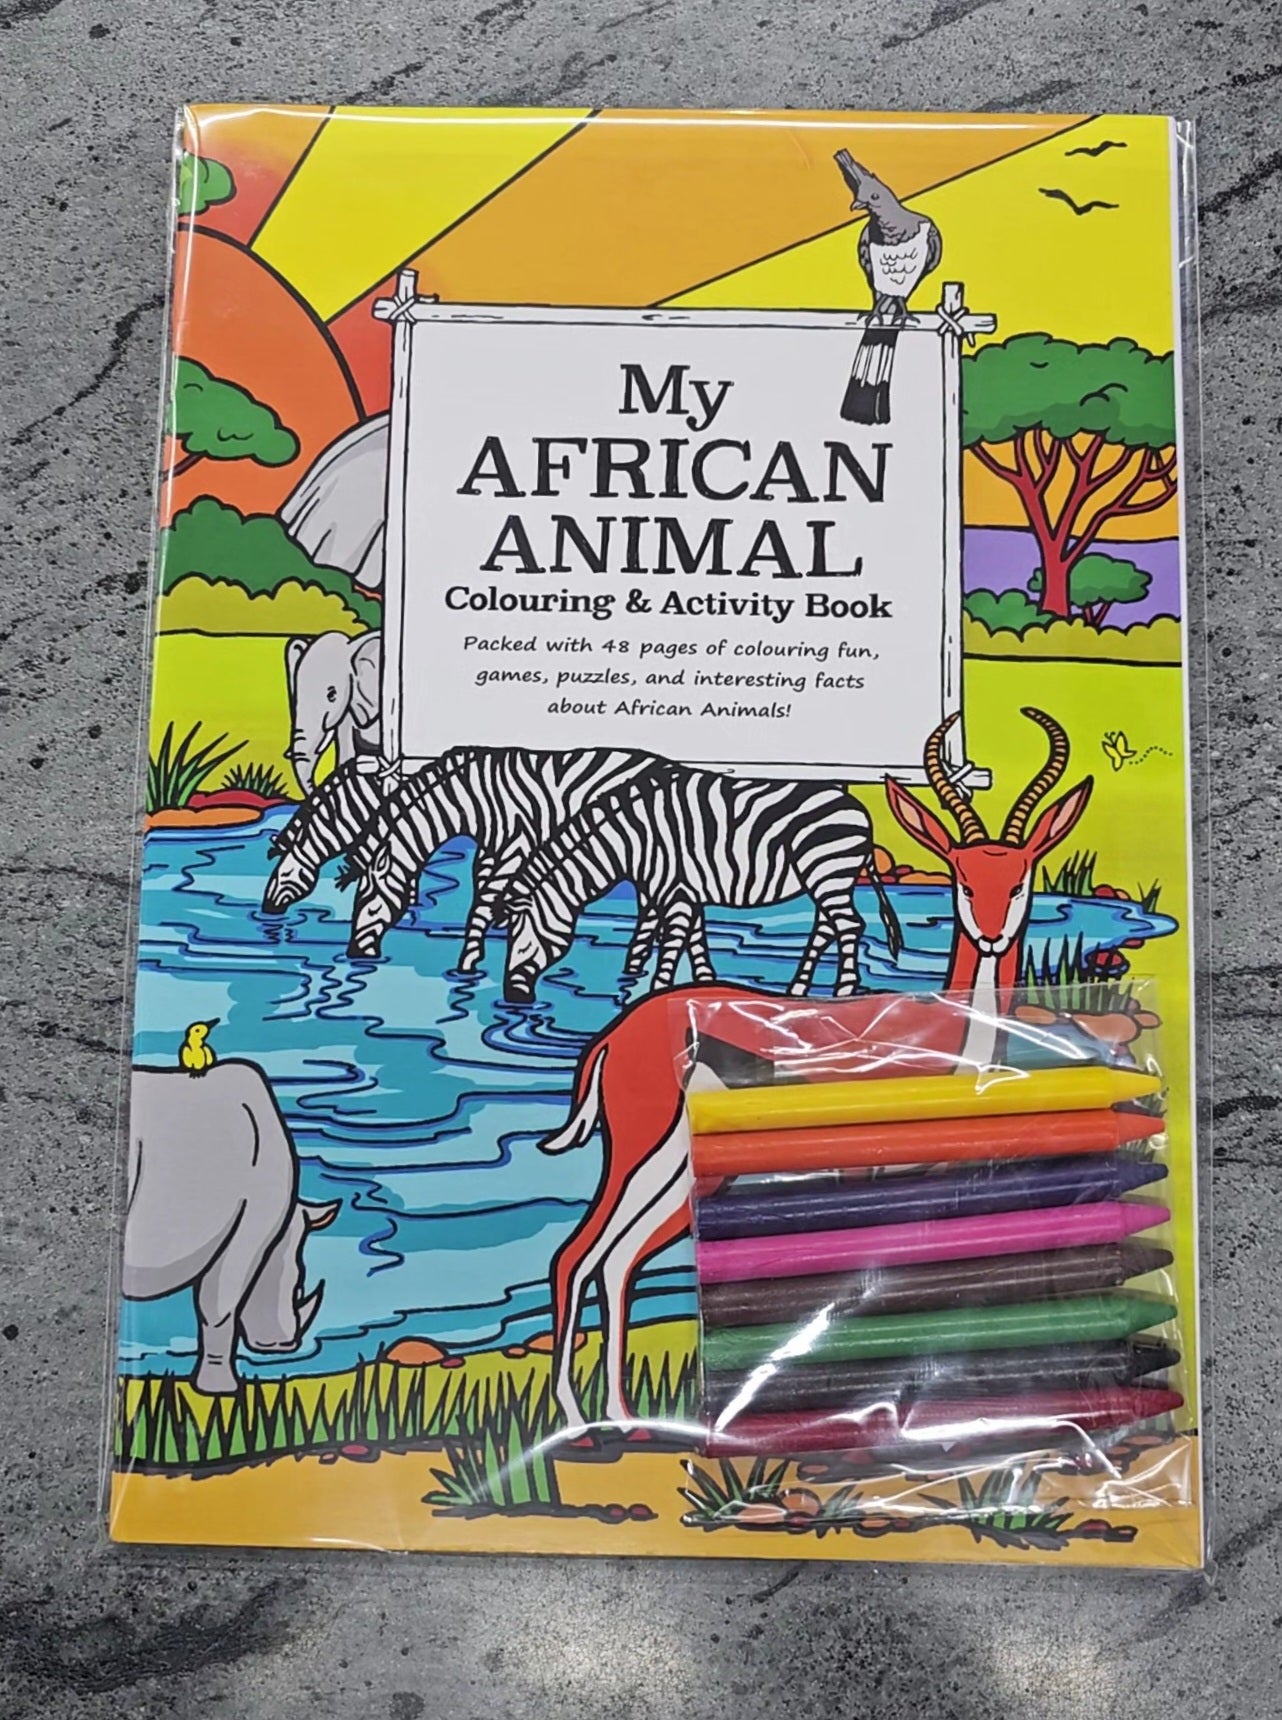 My
AFRICAN
ANIMAL
Colouring & Activity Book
Packed with 48 pages of colouring fun,
games, puzzles, and interesting facts
about African Animals!